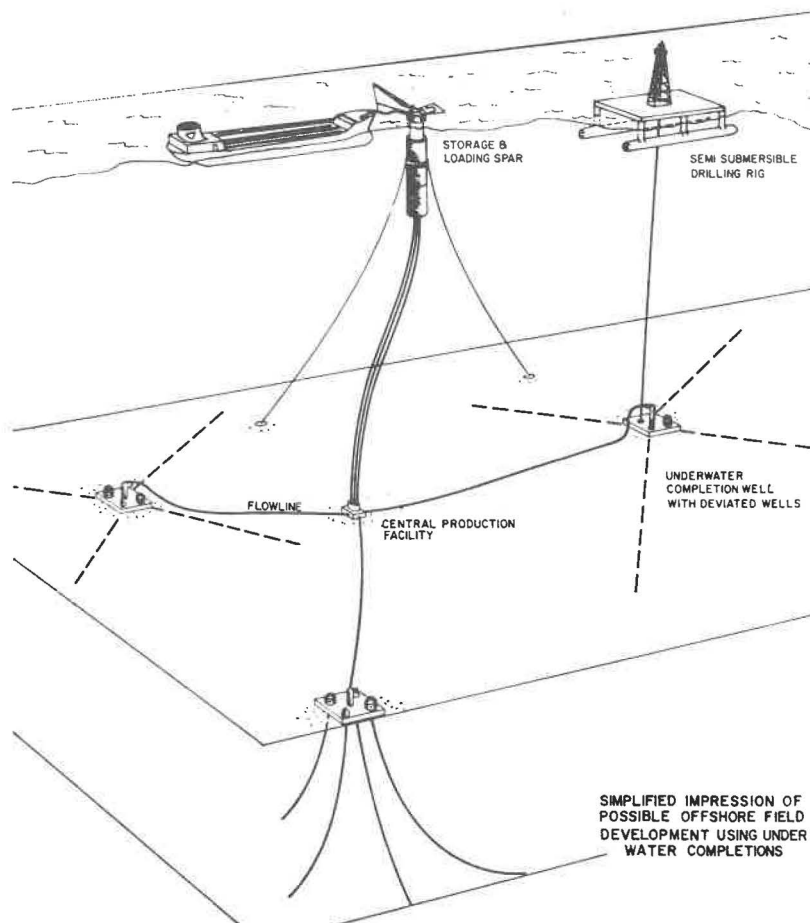 STORAGE &
LOADING SPAR
SEMI SUBMERSIBLE
DRILLING RIG
UNDERWATER
COMPLETION WELL
WITH DEVIATED WELLS
FLOWLINE
CENTRAL PRODUCTION
FACILITY
SIMPLIFIED IMPRESSION OF
POSSIBLE OFFSHORE FIELD
DEVELOPMENT USING UNDER
WATER COMPLETIONS